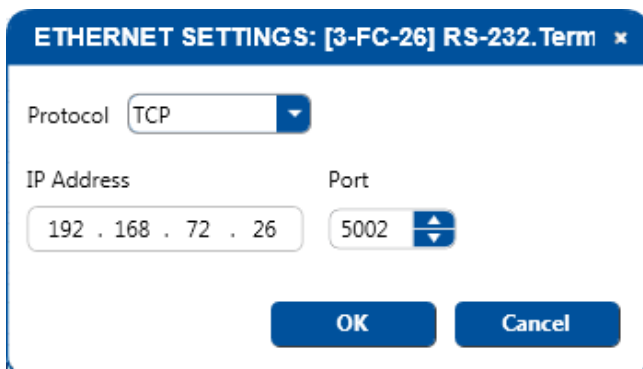 ETHERNET SETTINGS: [3-FC-26] RS-232.Term ×
Protocol TCP
IP Address Port
192 . 168 . 72 . 26 5002
OK Cancel